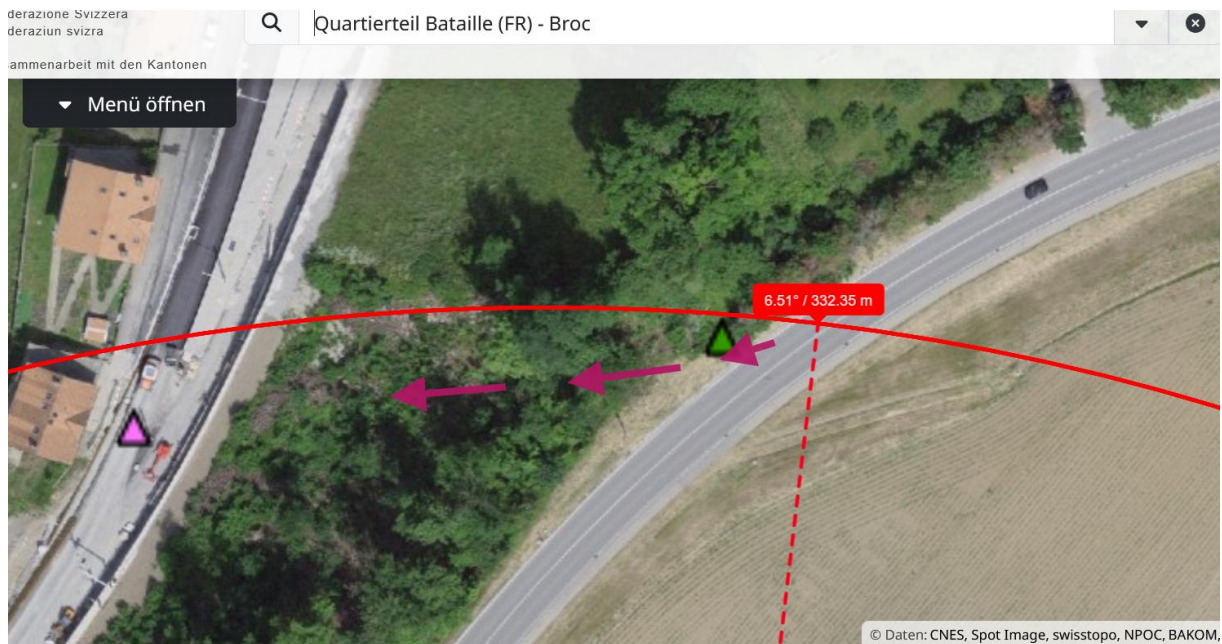 derazione Svizzera
deraziun svizra
ammenarbeit mit den Kantonen
Quartierteil Bataille (FR) - Broc
Menü öffnen
6.51° / 332.35 m
© Daten: CNES, Spot Image, swisstopo, NPOC, BAKOM,